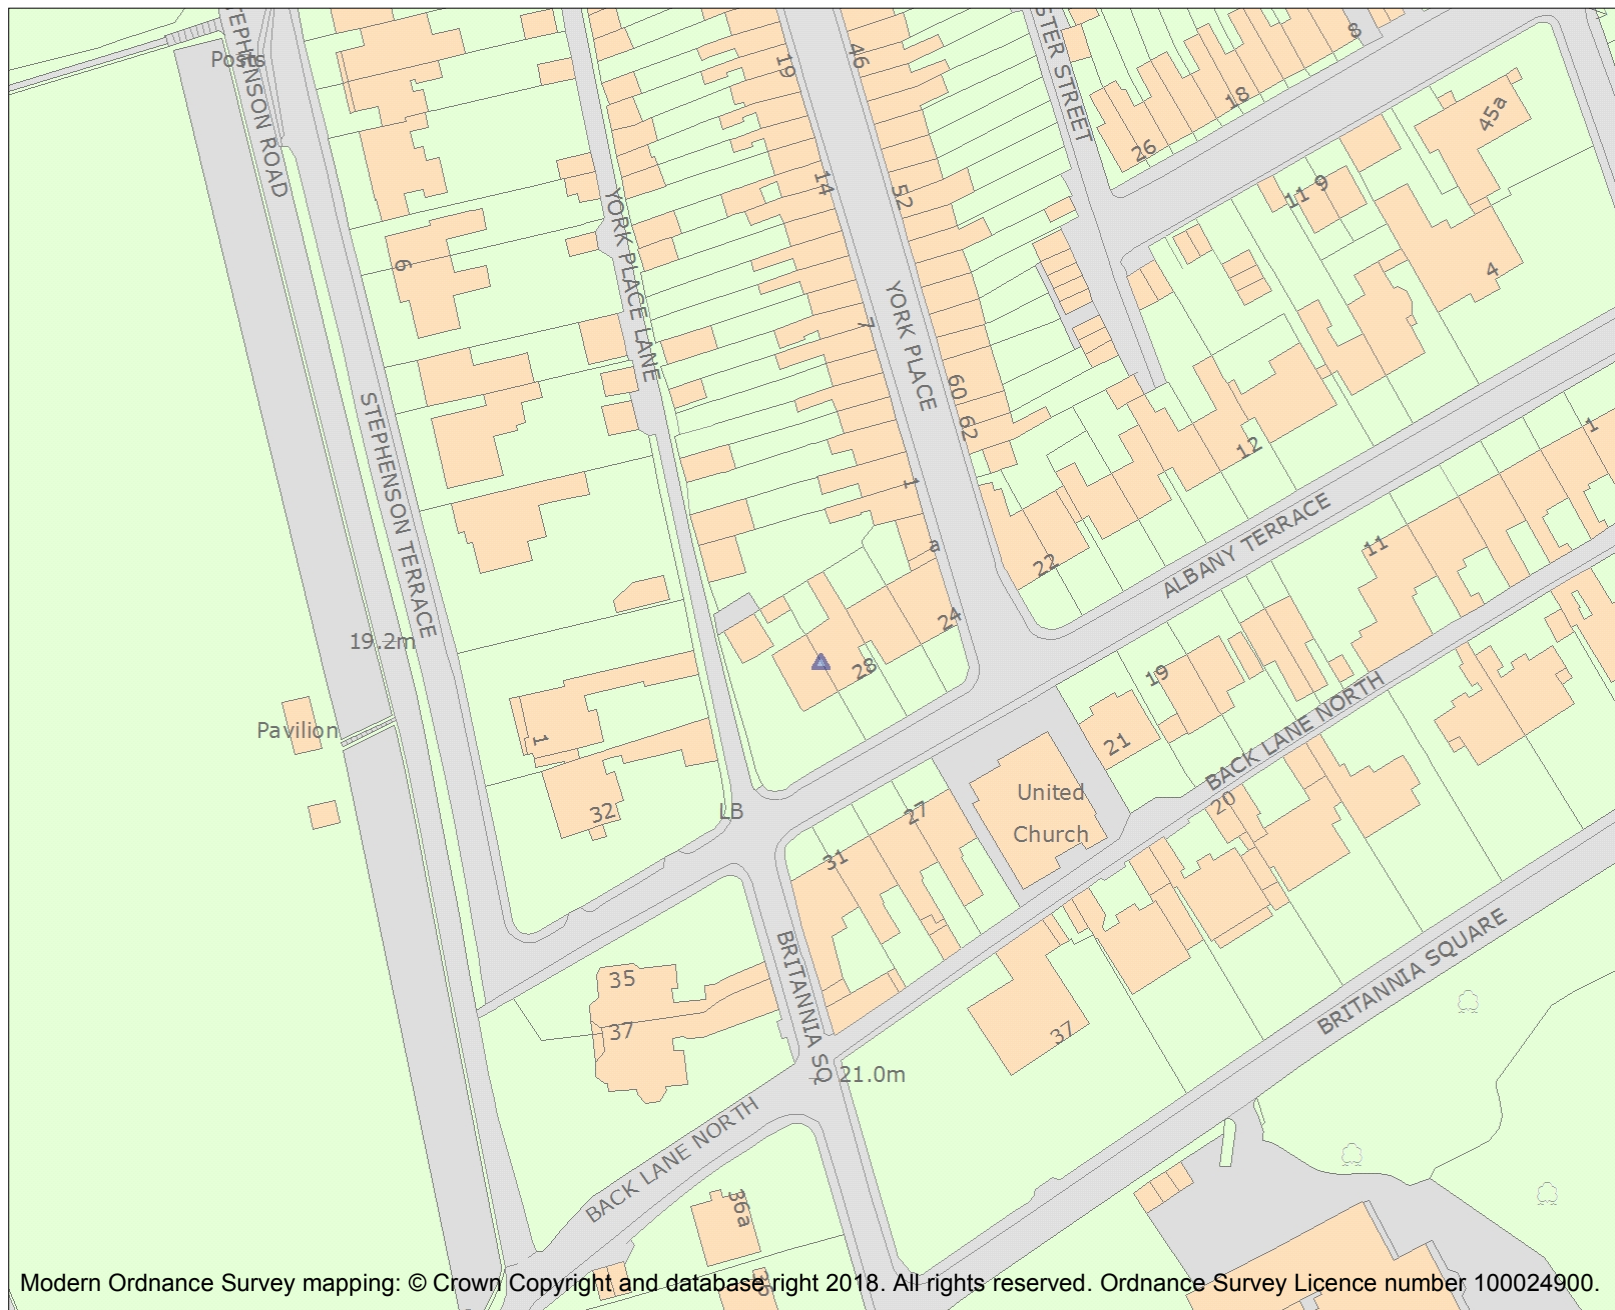 STEPHENSON ROAD
Posts
19
46
STER STREET
8
18
26
45a
14
52
11
9
YORK PLACE LANE
6
4
7
YORK PLACE
60
62
12
1
STEPHENSON TERRACE
1
11
a
22
ALBANY TERRACE
24
19.2m
28
19
Pavilion
1
21
BACK LANE NORTH
32
LB
27
United
Church
20
31
35
37
BRITANNIA SQ
37
BRITANNIA SQUARE
21.0m
BACK LANE NORTH
36a
36
Modern Ordnance Survey mapping: © Crown Copyright and database right 2018. All rights reserved. Ordnance Survey Licence number 100024900.